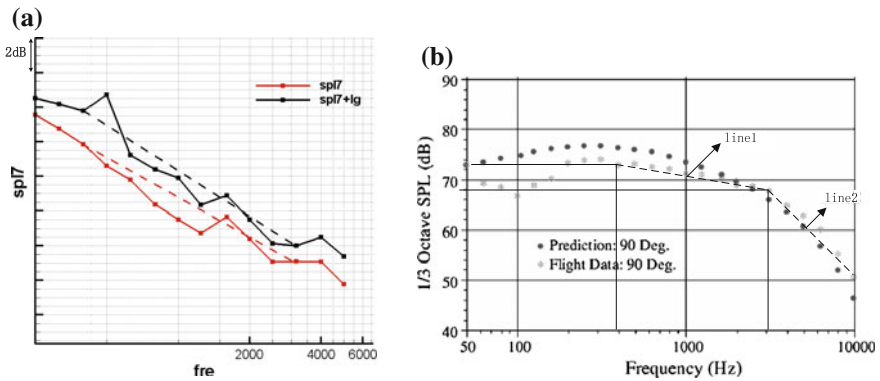 (a)
2dB
spl7
spl7+lg
spl7
2000
4000
6000
fre
(b)
90
80
70
60
50
40
1/3 Octave SPL (dB)
line1
line2
Prediction: 90 Deg.
Flight Data: 90 Deg.
50
100
1000
10000
Frequency (Hz)